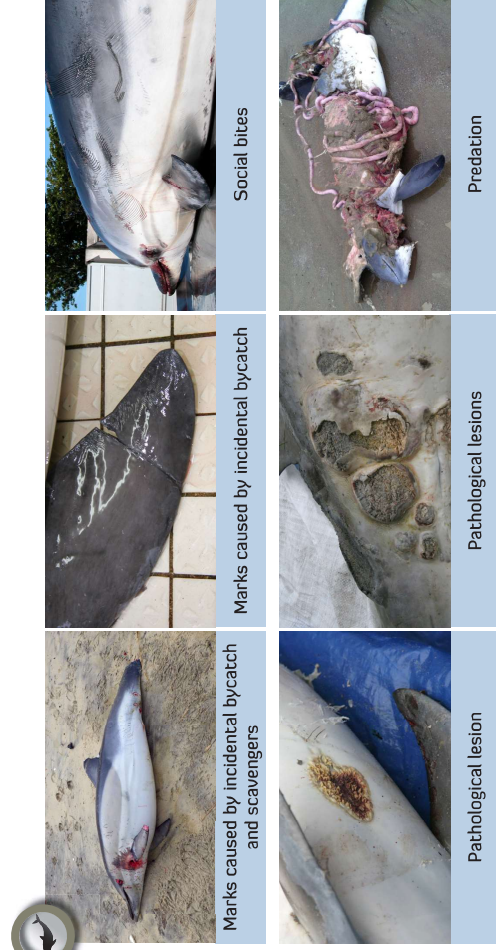 Marks caused by incidental bycatch
and scavengers
Marks caused by incidental bycatch
Social bites
Pathological lesion
Pathological lesions
Predation